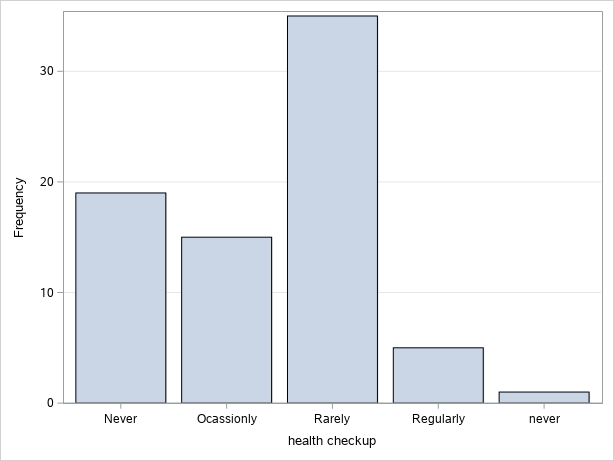 30
20
10
0
Frequency
Never
Ocassionly
Rarely
Regularly
never
health checkup